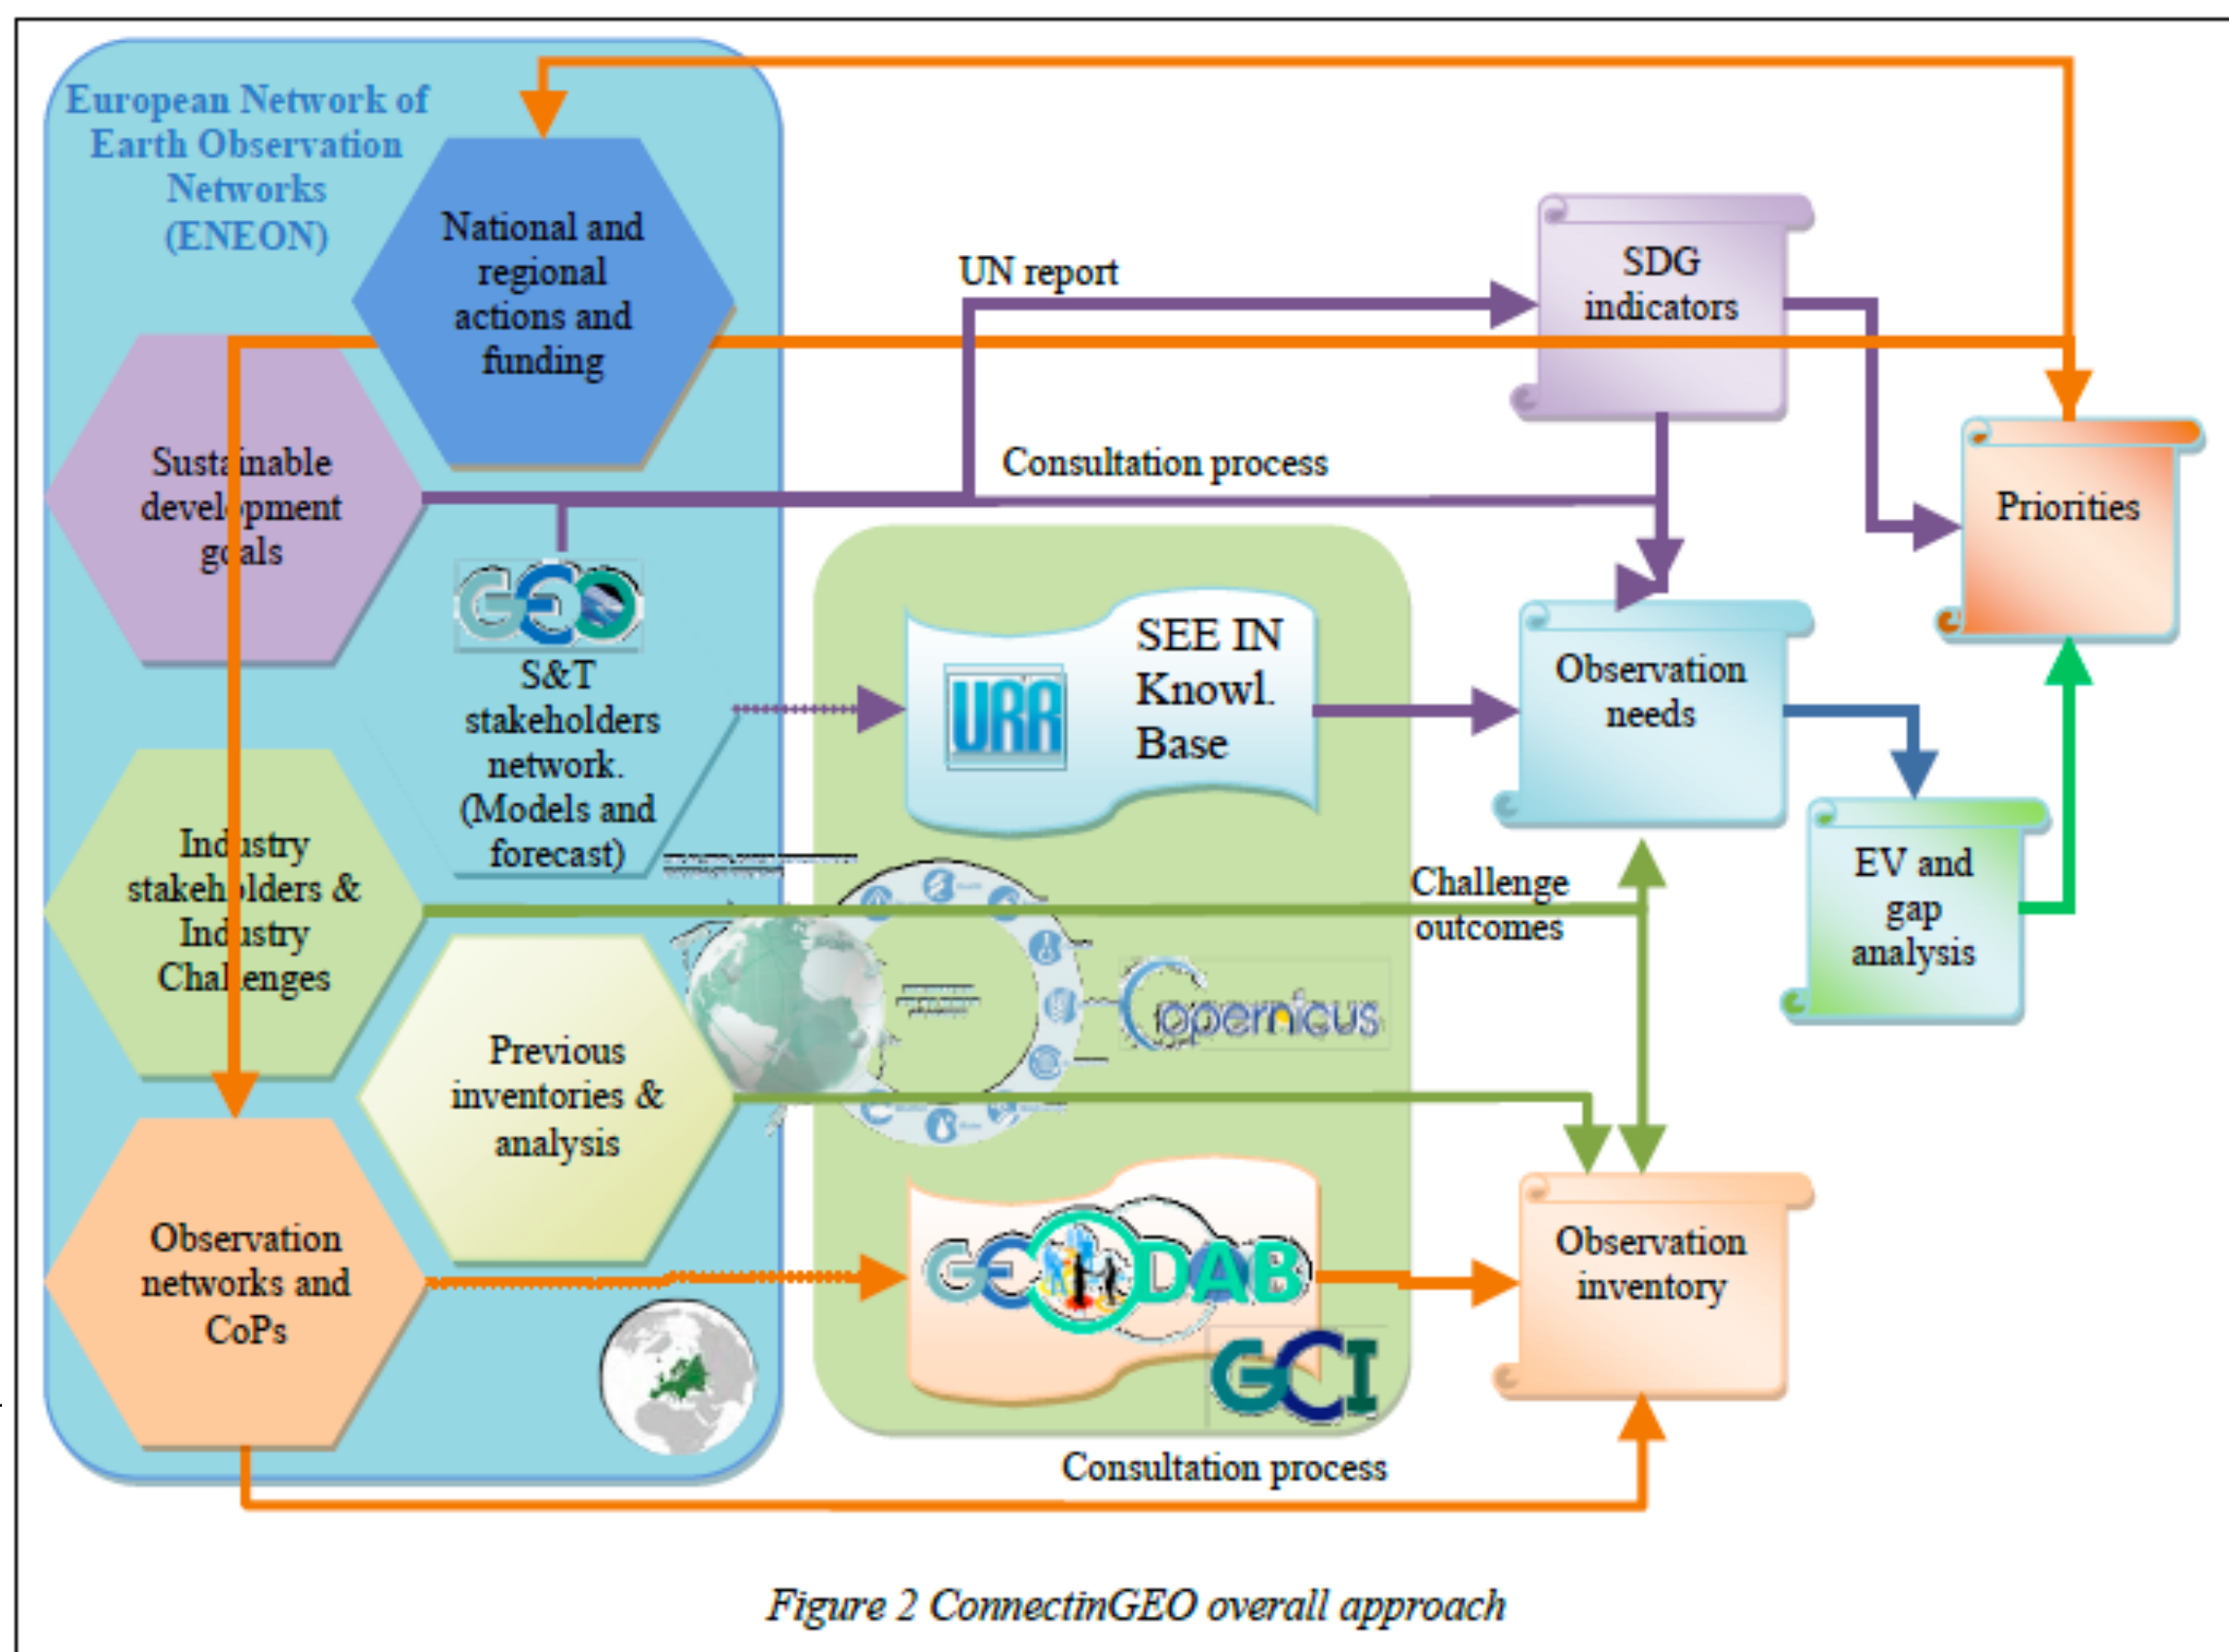 European Network of
Earth Observation
Networks
(ENEON)
National and
regional
actions and
funding
UN report
SDG
indicators
Sustainable
development
goals
Consultation process
Priorities
GEO
S&T
stakeholders
network.
(Models and
forecast)
URR
SEE IN
Knowl.
Base
Observation
needs
Industry
stakeholders &
Industry
Challenges
Challenge
outcomes
EV and
gap
analysis
Copernicus
Previous
inventories &
analysis
Observation
networks and
CoPs
GEO DAB
GCI
Observation
inventory
Consultation process
Figure 2 ConnectinGEO overall approach